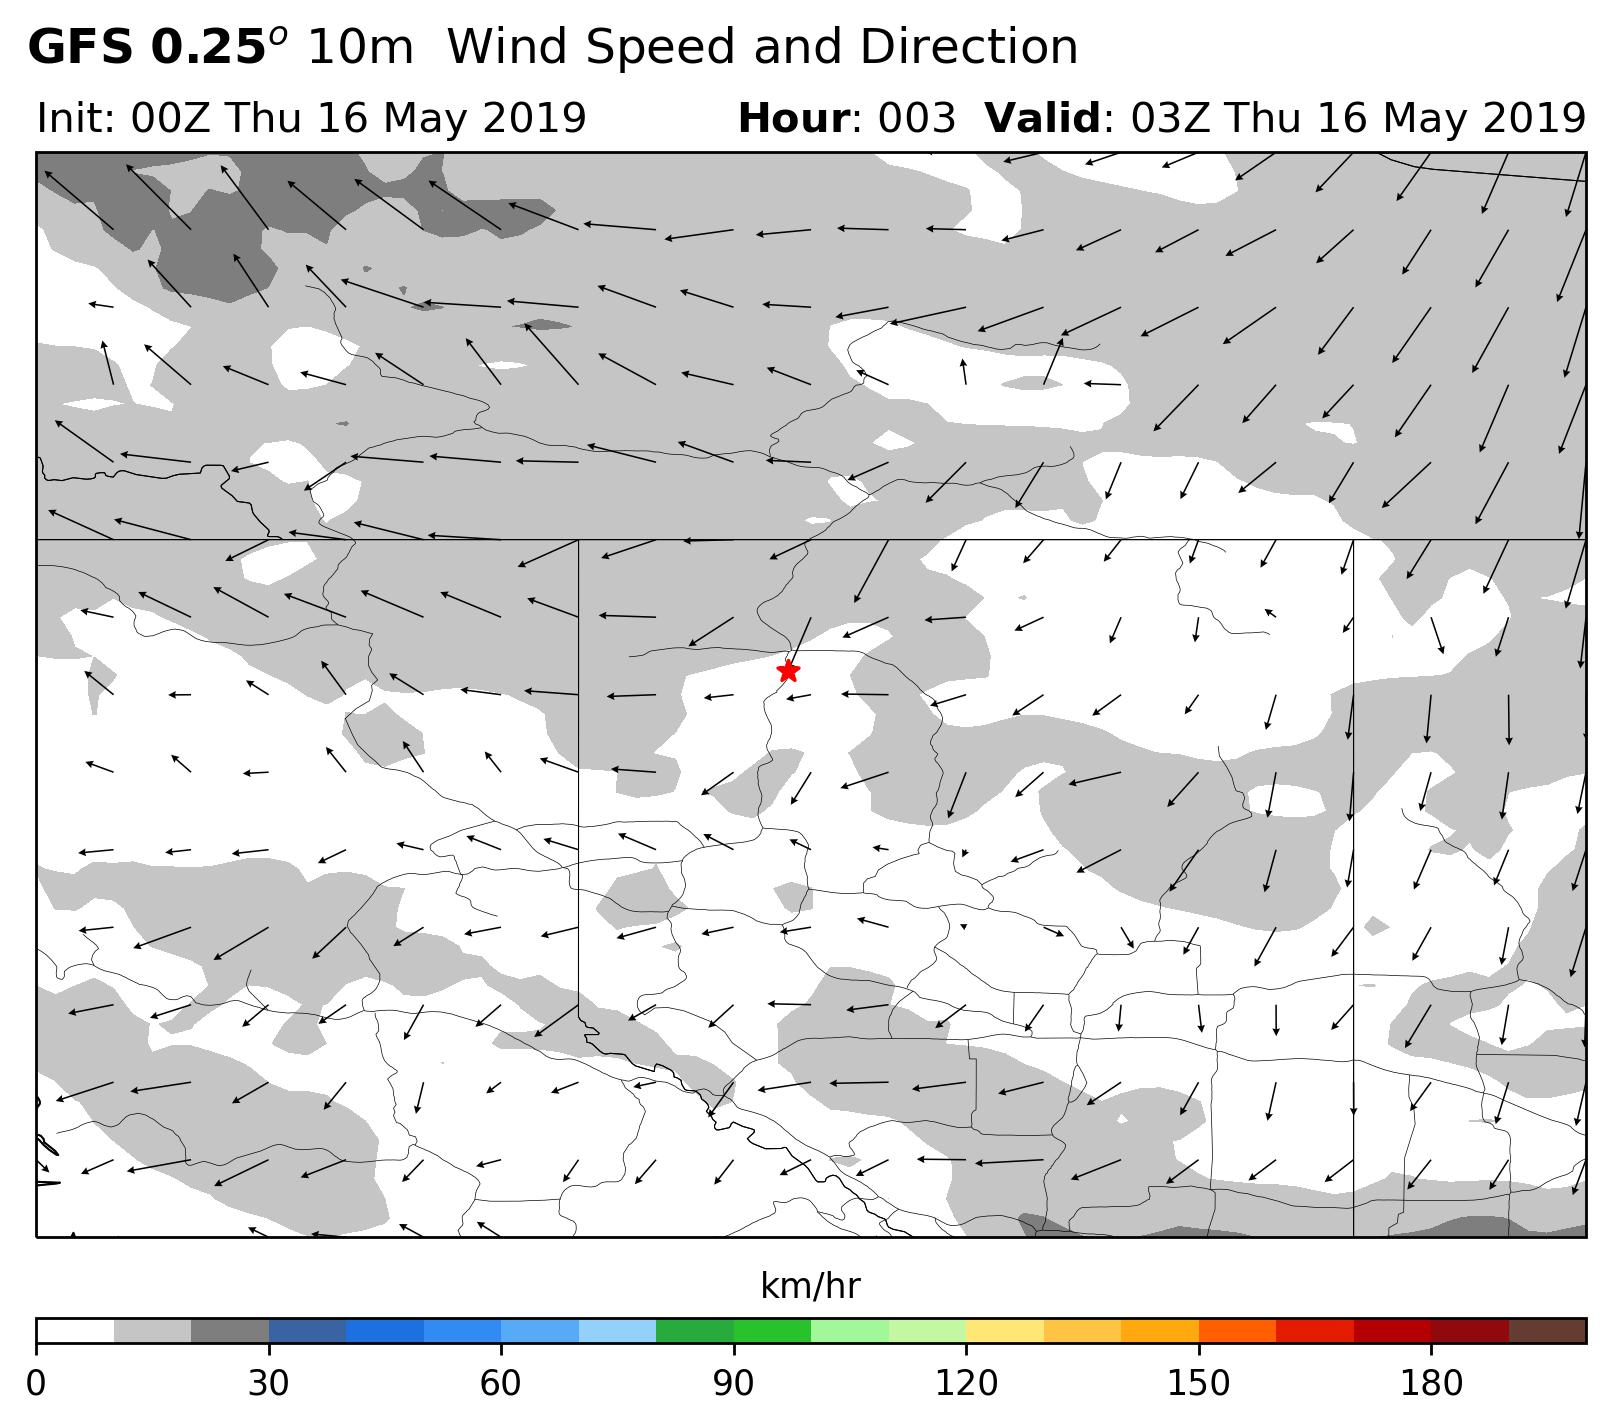 GFS 0.25° 10m Wind Speed and Direction
Init: 00Z Thu 16 May 2019 Hour: 003 Valid: 03Z Thu 16 May 2019
km/hr
0 30 60 90 120 150 180